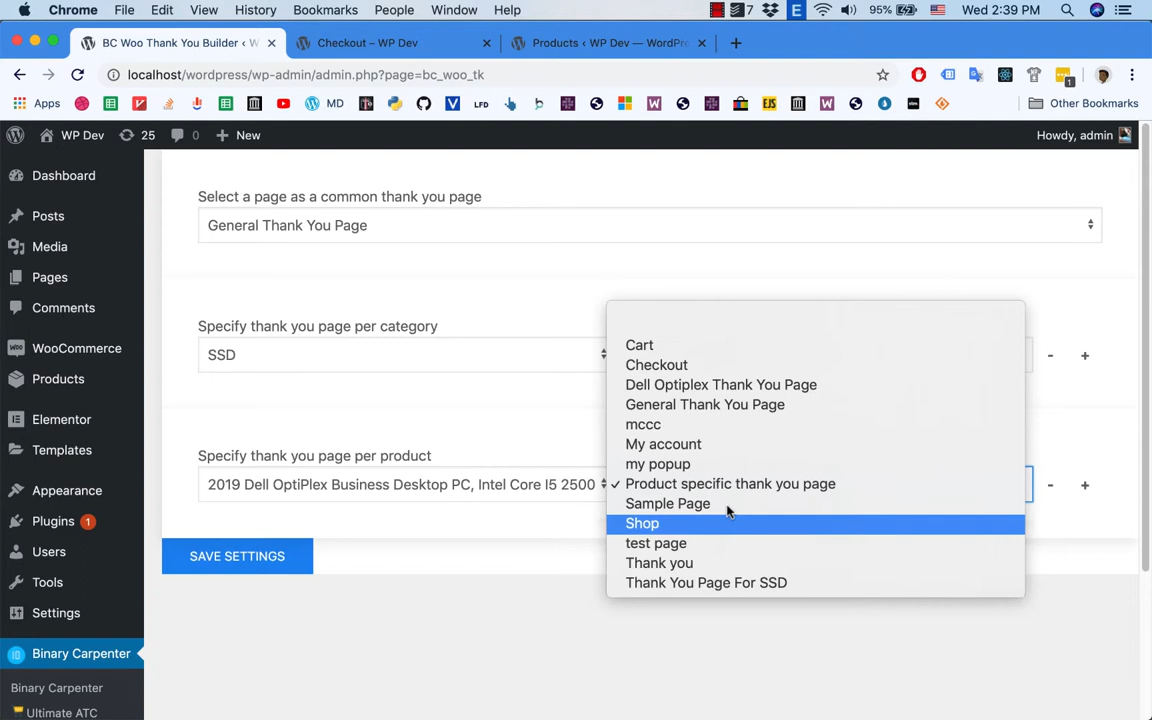 Chrome File Edit View History Bookmarks People Window Help 7 E 95% Wed 2:39 PM
BC Woo Thank You Builder ‹ W Checkout – WP Dev Products ‹ WP Dev — WordPre
localhost/wordpress/wp-admin/admin.php?page=bc_woo_tk 1
Apps MD LFD EJS Other Bookmarks
WP Dev 25 0 New Howdy, admin
Dashboard
Posts
Media
Pages
Comments
WooCommerce
Products
Elementor
Templates
Appearance
Plugins 1
Users
Tools
Settings
Binary Carpenter
Binary Carpenter
Ultimate ATC
Select a page as a common thank you page
General Thank You Page
Specify thank you page per category
SSD
- +
Specify thank you page per product
2019 Dell OptiPlex Business Desktop PC, Intel Core I5 2500
- +
SAVE SETTINGS
Cart
Checkout
Dell Optiplex Thank You Page
General Thank You Page
mccc
My account
my popup
✓ Product specific thank you page
Sample Page
Shop
test page
Thank you
Thank You Page For SSD